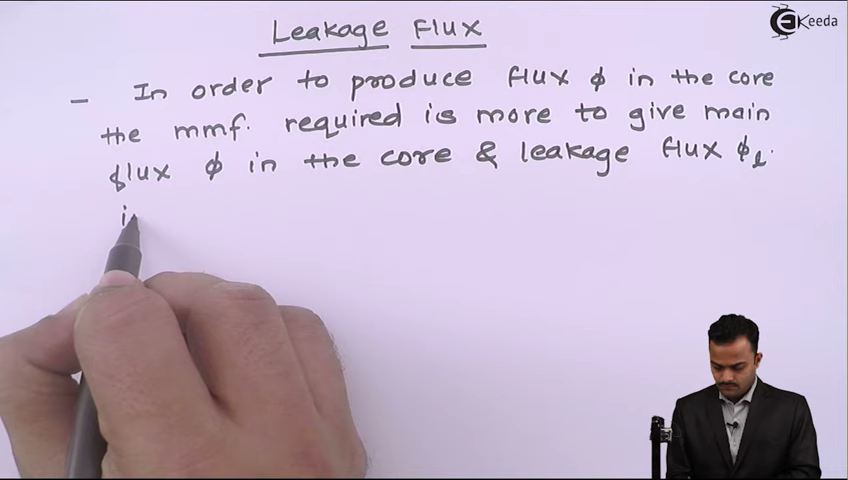 EKeeda
Leakage Flux
- In order to produce flux φ in the core
the mmf. required is more to give main
flux φ in the core & leakage flux φl.
i